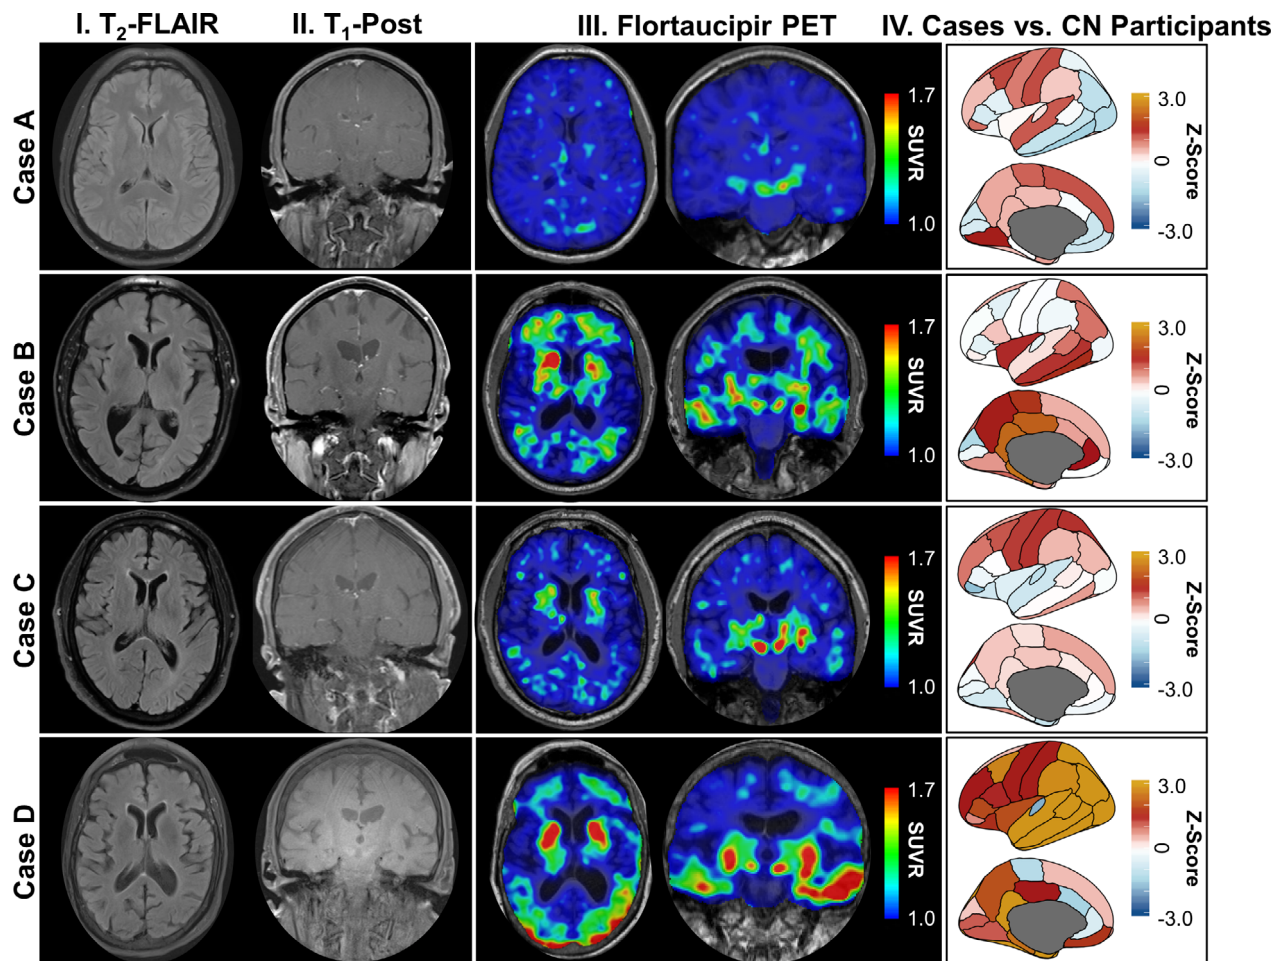 I. T₂-FLAIR II. T₁-Post III. Flortaucipir PET IV. Cases vs. CN Participants
Case A
1.7
SUVR
1.0
3.0
0
Z-Score
-3.0
Case B
1.7
SUVR
1.0
3.0
0
Z-Score
-3.0
Case C
1.7
SUVR
1.0
3.0
0
Z-Score
-3.0
Case D
1.7
SUVR
1.0
3.0
0
Z-Score
-3.0